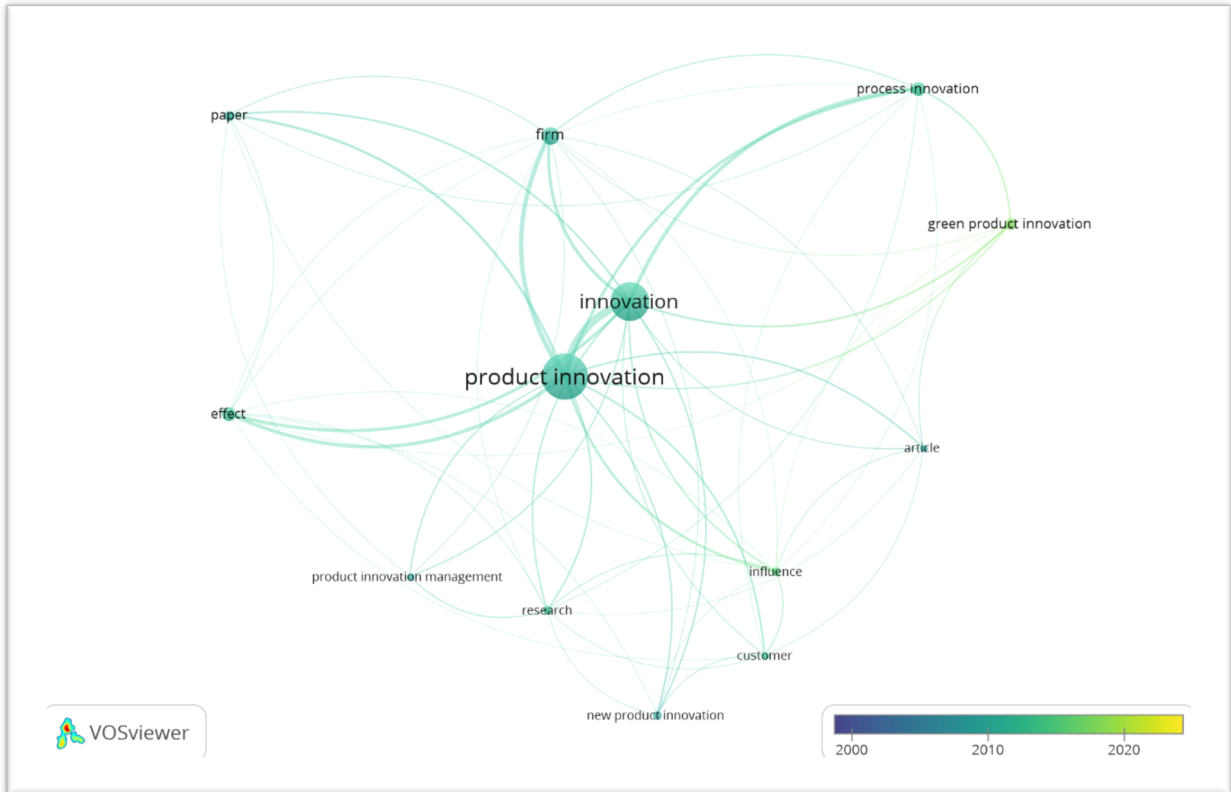 process innovation
paper
firm
green product innovation
innovation
product innovation
effect
article
influence
product innovation management
research
customer
new product innovation
VOSviewer
2000
2010
2020